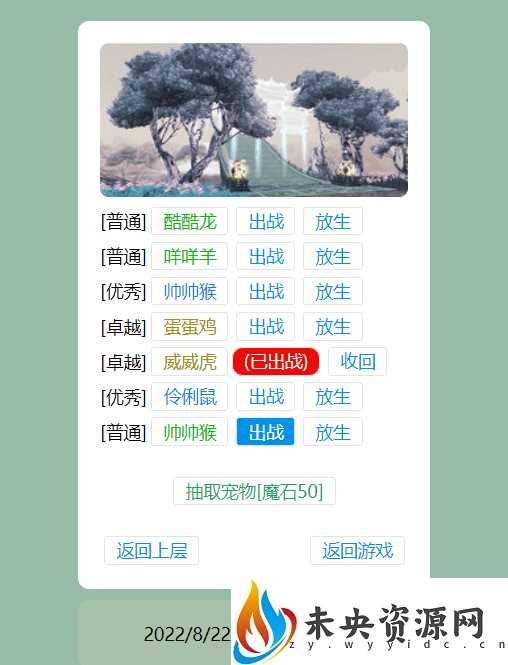 [普通] 酷酷龙 出战 放生
[普通] 咩咩羊 出战 放生
[优秀] 帅帅猴 出战 放生
[卓越] 蛋蛋鸡 出战 放生
[卓越] 威威虎 (已出战) 收回
[优秀] 伶俐鼠 出战 放生
[普通] 帅帅猴 出战 放生
抽取宠物[魔石50]
返回上层 返回游戏
2022/8/22
未央资源网
zy.wyyidc.cn